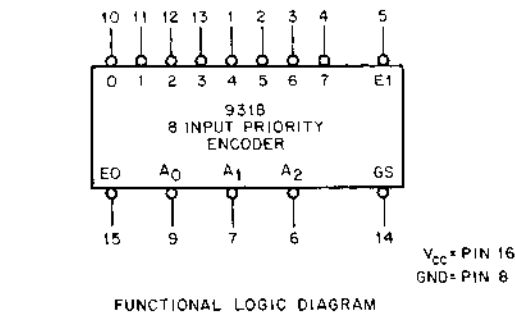 10 11 12 13 1 2 3 4 5
0 1 2 3 4 5 6 7 E1
9318
8 INPUT PRIORITY
ENCODER
EO A0 A1 A2 GS
15 9 7 6 14
VCC= PIN 16
GND= PIN 8
FUNCTIONAL LOGIC DIAGRAM